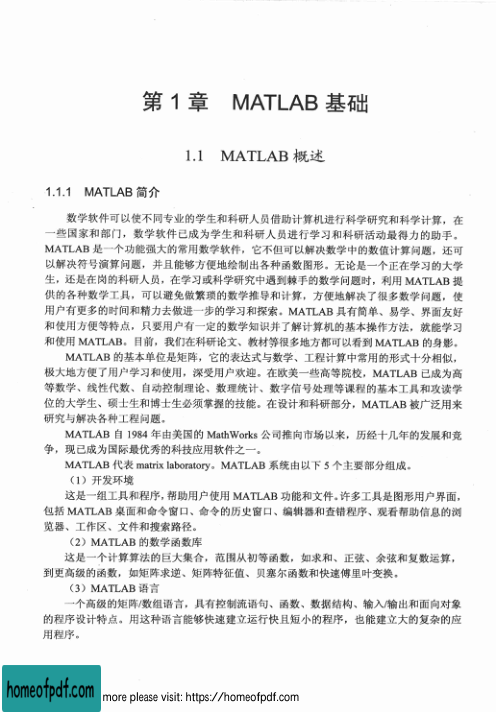 第 1 章 MATLAB 基础
1.1 MATLAB 概述
1.1.1 MATLAB 简介
数学软件可以使不同专业的学生和科研人员借助计算机进行科学研究和科学计算，在
一些国家和部门，数学软件已成为学生和科研人员进行学习和科研活动最得力的助手。
MATLAB 是一个功能强大的常用数学软件，它不但可以解决数学中的数值计算问题，还可
以解决符号演算问题，并且能够方便地绘制出各种函数图形。无论是一个正在学习的大学
生，还是在岗的科研人员，在学习或科学研究中遇到棘手的数学问题时，利用 MATLAB 提
供的各种数学工具，可以避免做繁琐的数学推导和计算，方便地解决了很多数学问题，使
用户有更多的时间和精力去做进一步的学习和探索。MATLAB 具有简单、易学、界面友好
和使用方便等特点，只要用户有一定的数学知识并了解计算机的基本操作方法，就能学习
和使用 MATLAB。目前，我们在科研论文、教材等很多地方都可以看到 MATLAB 的身影。
MATLAB 的基本单位是矩阵，它的表达式与数学、工程计算中常用的形式十分相似，
极大地方便了用户学习和使用，深受用户欢迎。在欧美一些高等院校，MATLAB 已成为高
等数学、线性代数、自动控制理论、数理统计、数字信号处理等课程的基本工具和攻读学
位的大学生、硕士生和博士生必须掌握的技能。在设计和科研部分，MATLAB 被广泛用来
研究与解决各种工程问题。
MATLAB 自 1984 年由美国的 MathWorks 公司推向市场以来，历经十几年的发展和竞
争，现已成为国际最优秀的科技应用软件之一。
MATLAB 代表 matrix laboratory。MATLAB 系统由以下 5 个主要部分组成。
（1）开发环境
这是一组工具和程序，帮助用户使用 MATLAB 功能和文件。许多工具是图形用户界面，
包括 MATLAB 桌面和命令窗口、命令的历史窗口、编辑器和查错程序、观看帮助信息的浏
览器、工作区、文件和搜索路径。
（2）MATLAB 的数学函数库
这是一个计算算法的巨大集合，范围从初等函数，如求和、正弦、余弦和复数运算，
到更高级的函数，如矩阵求逆、矩阵特征值、贝塞尔函数和快速傅里叶变换。
（3）MATLAB 语言
一个高级的矩阵/数组语言，具有控制流语句、函数、数据结构、输入/输出和面向对象
的程序设计特点。用这种语言能够快速建立运行快且短小的程序，也能建立大的复杂的应
用程序。
homeofpdf.com more please visit: https://homeofpdf.com